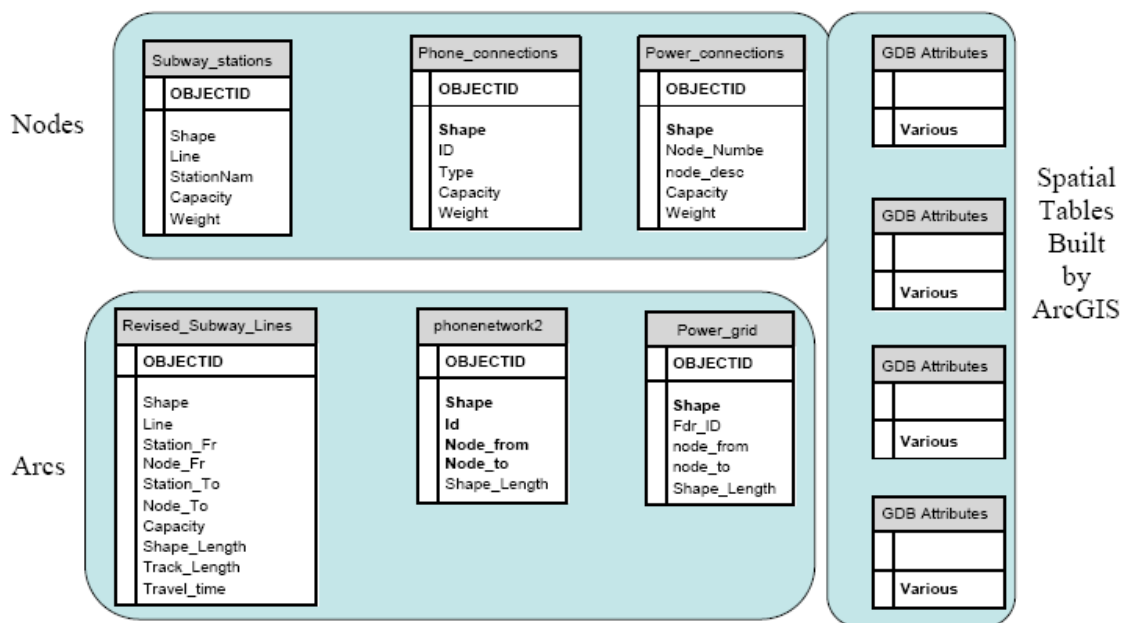 Nodes
Subway_stations
OBJECTID
Shape
Line
StationNam
Capacity
Weight
Phone_connections
OBJECTID
Shape
ID
Type
Capacity
Weight
Power_connections
OBJECTID
Shape
Node_Numbe
node_desc
Capacity
Weight
Arcs
Revised_Subway_Lines
OBJECTID
Shape
Line
Station_Fr
Node_Fr
Station_To
Node_To
Capacity
Shape_Length
Track_Length
Travel_time
phonenetwork2
OBJECTID
Shape
Id
Node_from
Node_to
Shape_Length
Power_grid
OBJECTID
Shape
Fdr_ID
node_from
node_to
Shape_Length
GDB Attributes
Various
GDB Attributes
Various
GDB Attributes
Various
GDB Attributes
Various
Spatial
Tables
Built
by
ArcGIS